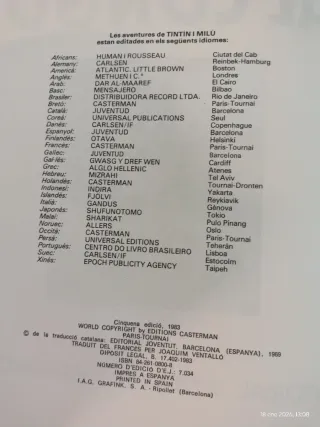 Les aventures de TINTIN I MILÚ
estan editades en els següents idiomes:
Africans: HUMAN I ROUSSEAU Ciutat del Cab
Alemany: CARLSEN Reinbek-Hamburg
Americà: ATLANTIC, LITTLE BROWN Boston
Anglès: METHUEN I C.ª Londres
Àrab: DAR AL-MAAREF El Cairo
Basc: MENSAJERO Bilbao
Brasiler: DISTRIBUIDORA RECORD LTDA. Rio de Janeiro
Bretó: CASTERMAN Paris-Tournai
Català: JUVENTUD Barcelona
Coreà: UNIVERSAL PUBLICATIONS Seul
Danès: CARLSEN/IF Copenhague
Espanyol: JUVENTUD Barcelona
Finlandès: OTAVA Helsinki
Francès: CASTERMAN Paris-Tournai
Gallec: JUVENTUD Barcelona
Gal·lès: GWASG Y DREF WEN Cardiff
Grec: ALGLO HELLENIC Atenes
Hebreu: MIZRAHI Tel Aviv
Holandès: CASTERMAN Tournai-Dronten
Indonesi: INDIRA Yakarta
Islandès: FJOLVI Reykiavik
Italià: GANDUS Gènova
Japonès: SHUFUNOTOMO Tokio
Malai: SHARIKAT Pulo Pinang
Noruec: ALLERS Oslo
Occità: CASTERMAN Paris-Tournai
Persa: UNIVERSAL EDITIONS Teheràn
Portuguès: CENTRO DO LIVRO BRASILEIRO Lisboa
Suec: CARLSEN/IF Estocolm
Xinès: EPOCH PUBLICITY AGENCY Taipeh
Cinquena edició, 1983
WORLD COPYRIGHT BY EDITIONS CASTERMAN
PARIS-TOURNAI
© de la traducció catalana: EDITORIAL JOVENTUT, BARCELONA (ESPANYA), 1969
TRADUIT DEL FRANCÈS PER JOAQUIM VENTALLÓ
DIPÒSIT LEGAL, B. 17.402-1983
ISBN 84-261-0800-8
NÚMERO D'EDICIÓ D'E.J.: 7.034
IMPRÈS A ESPANYA
PRINTED IN SPAIN
I.A.G. GRAFINK, S. A. - Ripollet (Barcelona)